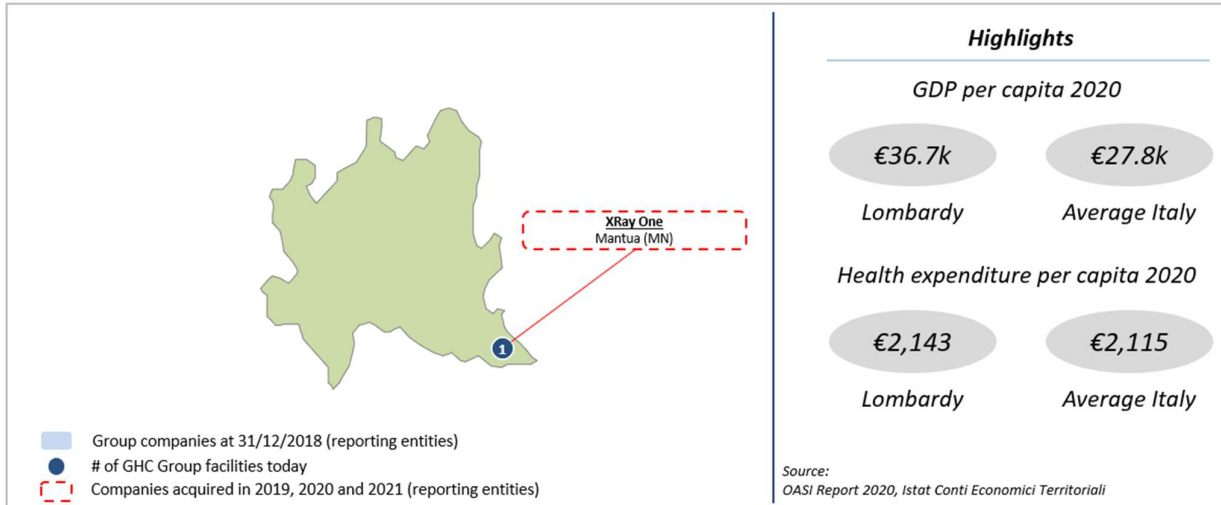 XRay One
Mantua (MN)
1
Group companies at 31/12/2018 (reporting entities)
# of GHC Group facilities today
Companies acquired in 2019, 2020 and 2021 (reporting entities)
Highlights
GDP per capita 2020
€36.7k €27.8k
Lombardy Average Italy
Health expenditure per capita 2020
€2,143 €2,115
Lombardy Average Italy
Source:
OASI Report 2020, Istat Conti Economici Territoriali